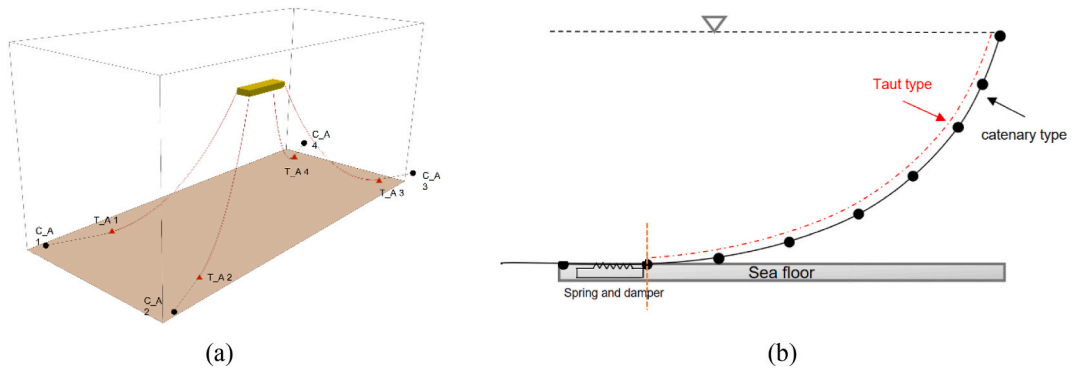 C_A
4
T_A 4
C_A
3
T_A 3
T_A 1
C_A
1
T_A 2
C_A
2
(a)
Taut type
catenary type
Sea floor
Spring and damper
(b)